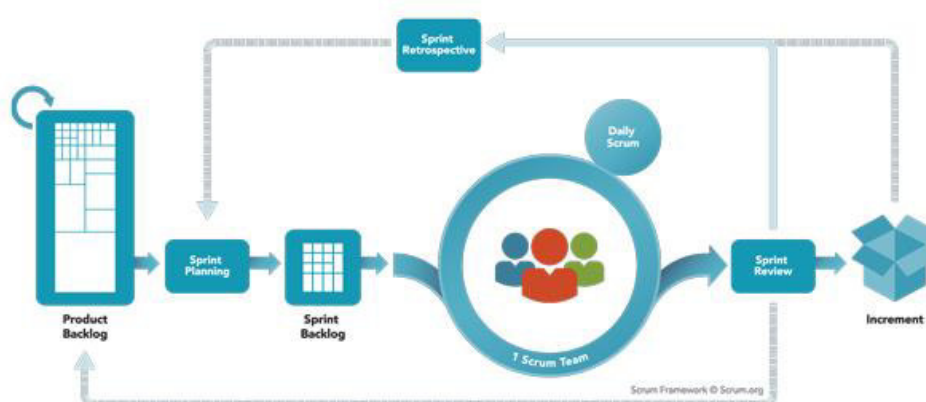 Sprint
Retrospective
Daily
Scrum
Sprint
Planning
Sprint
Review
Product
Backlog
Sprint
Backlog
1 Scrum Team
Increment
Scrum Framework © Scrum.org